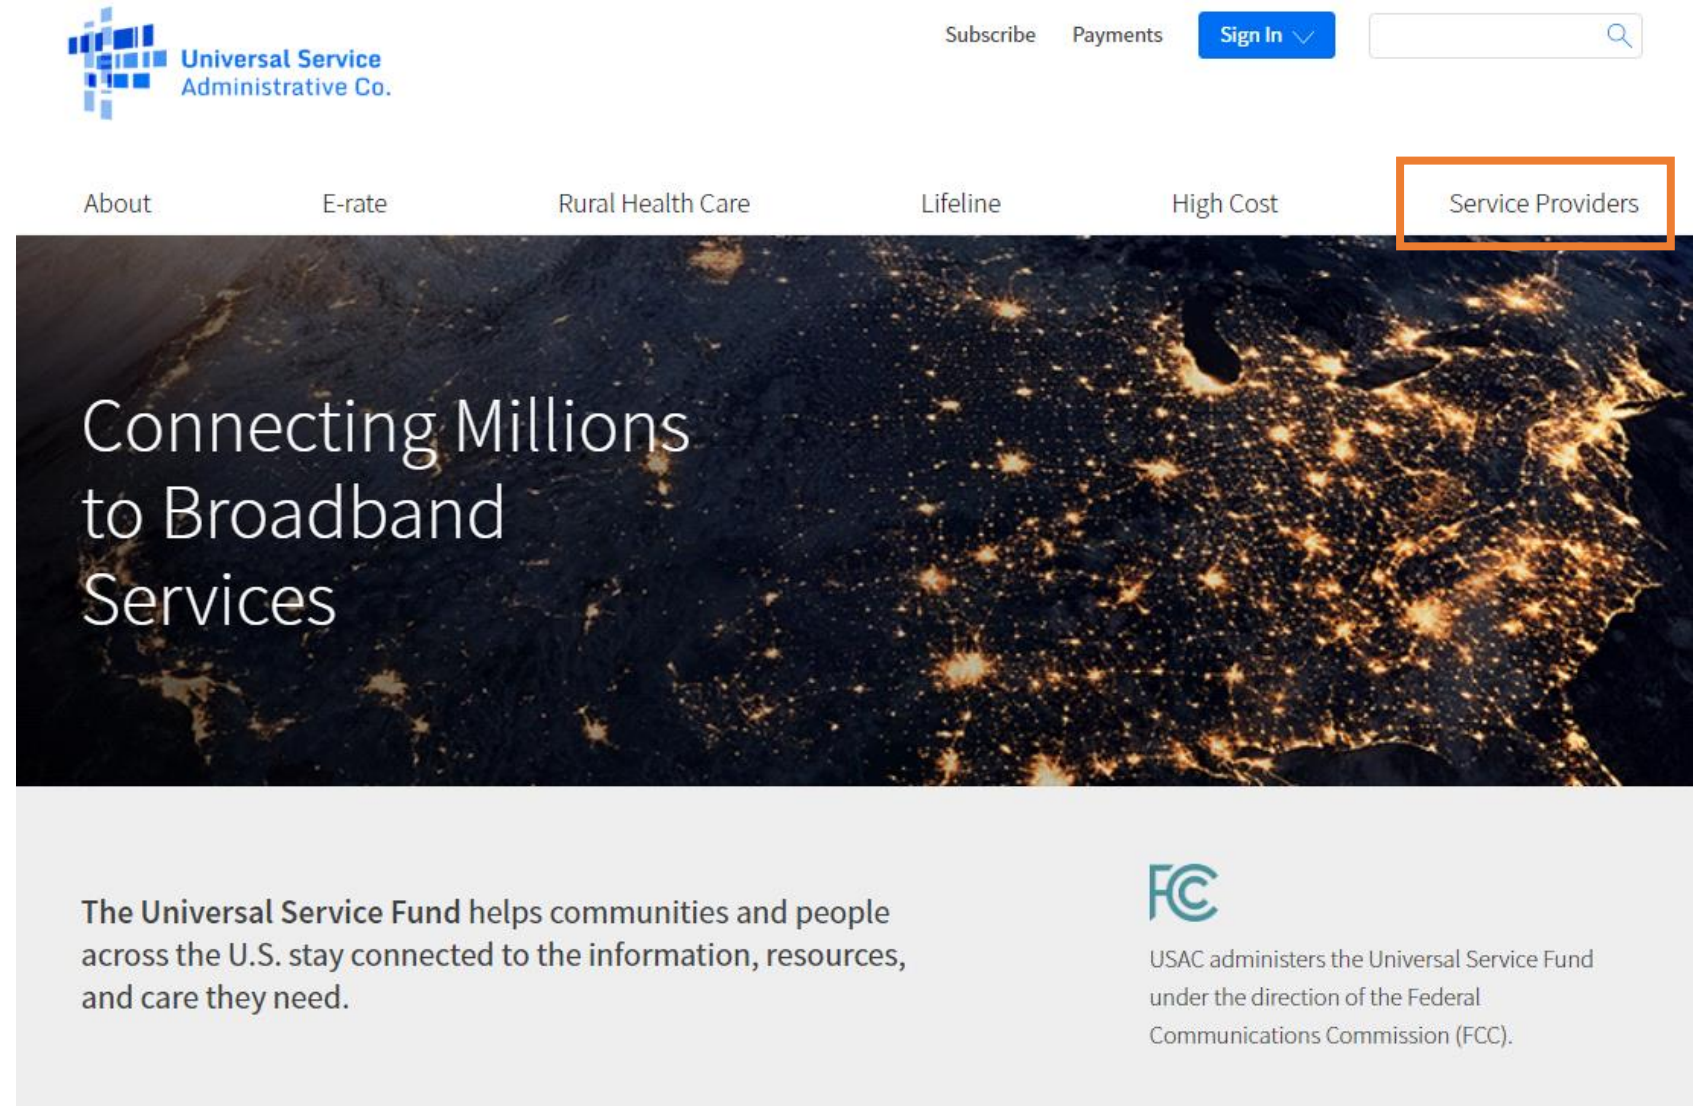 Universal Service
Administrative Co.
Subscribe
Payments
Sign In
About
E-rate
Rural Health Care
Lifeline
High Cost
Service Providers
Connecting Millions
to Broadband
Services
The Universal Service Fund helps communities and people
across the U.S. stay connected to the information, resources,
and care they need.
FCC
USAC administers the Universal Service Fund
under the direction of the Federal
Communications Commission (FCC).